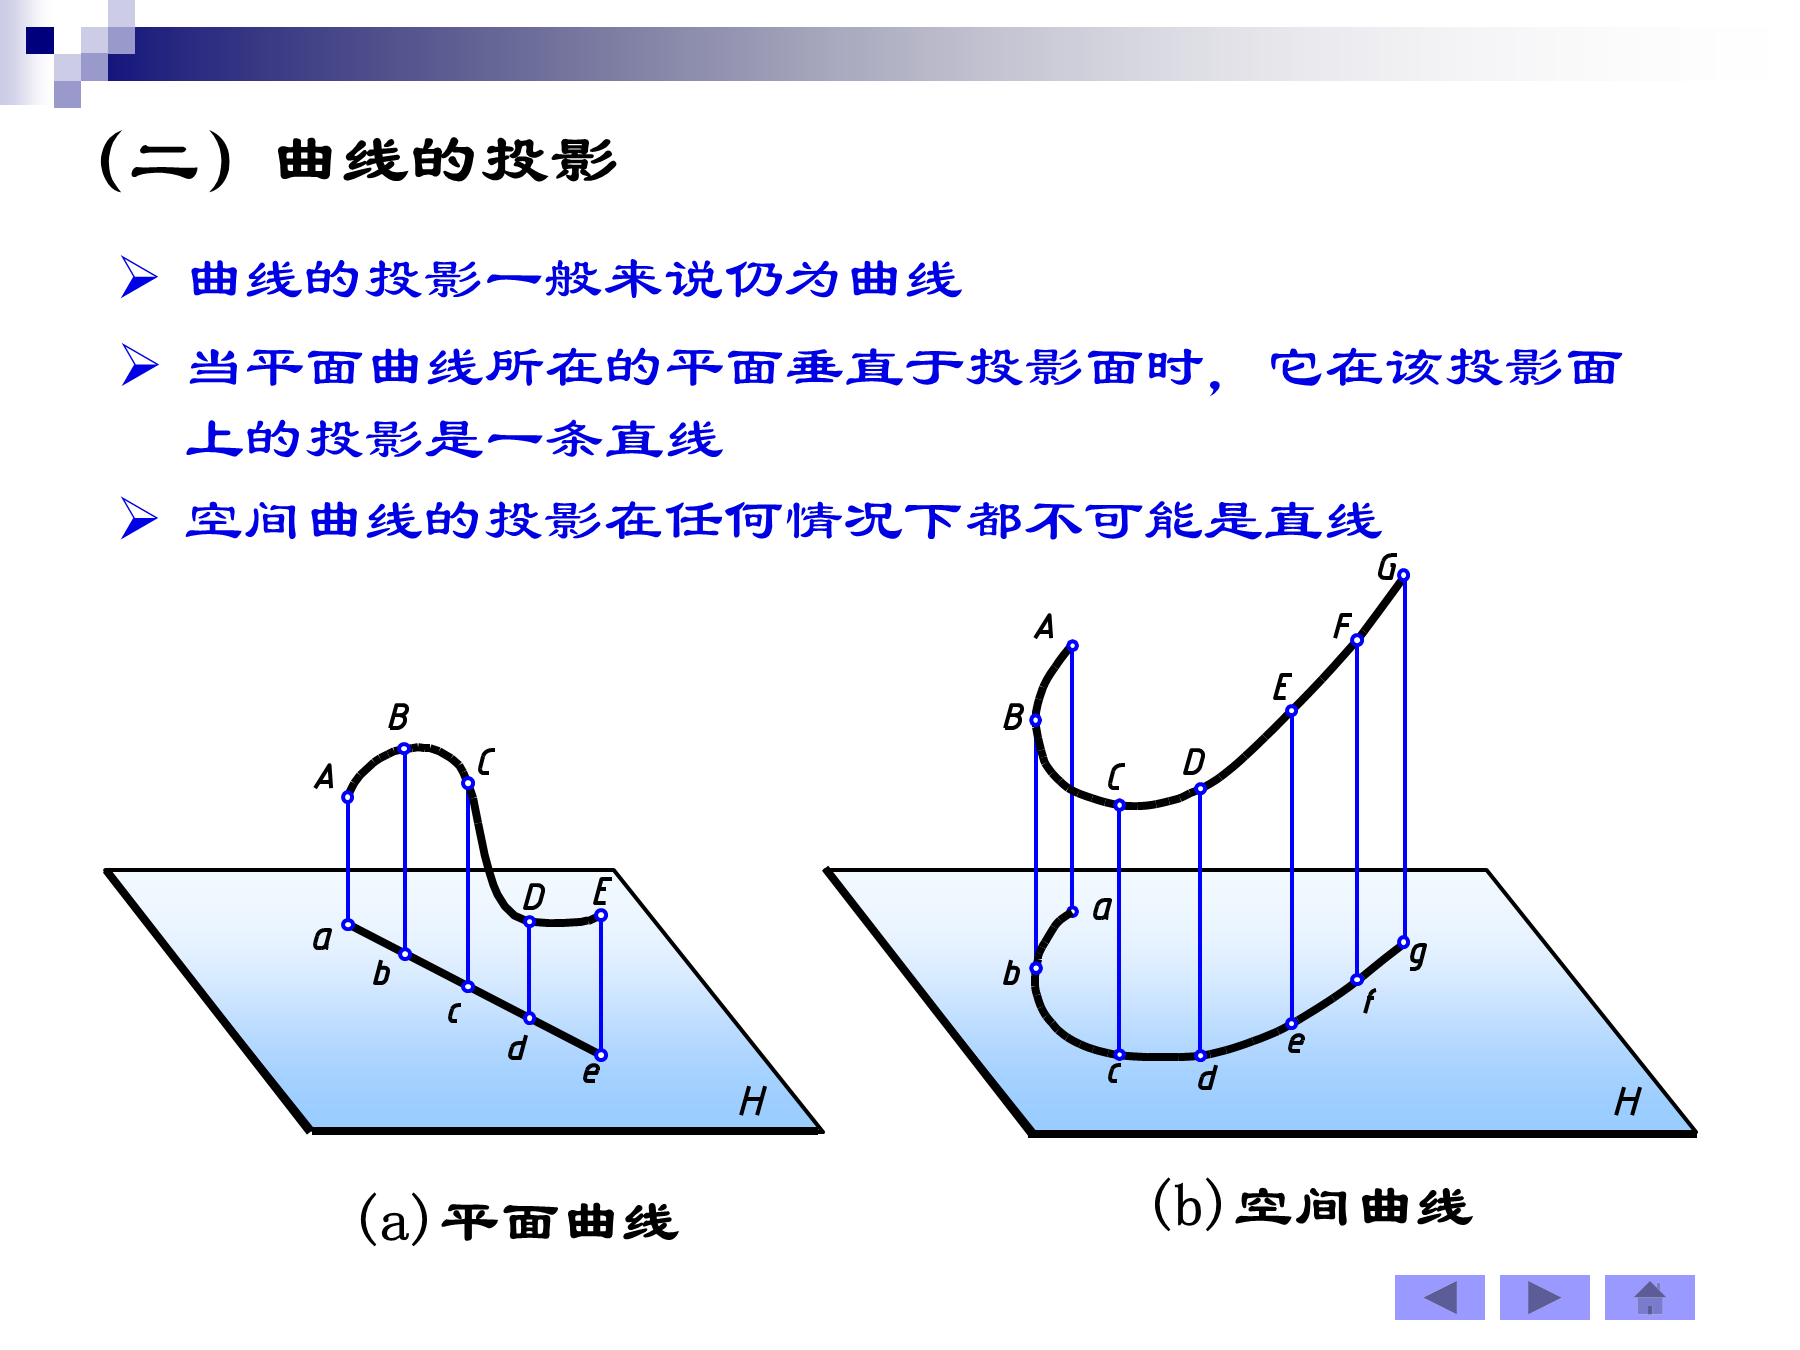 (二) 曲线的投影
曲线的投影一般来说仍为曲线
当平面曲线所在的平面垂直于投影面时，它在该投影面
上的投影是一条直线
空间曲线的投影在任何情况下都不可能是直线
A
B
C
D
E
a
b
c
d
e
H
(a)平面曲线
A
B
C
D
E
F
G
a
b
c
d
e
f
g
H
(b)空间曲线